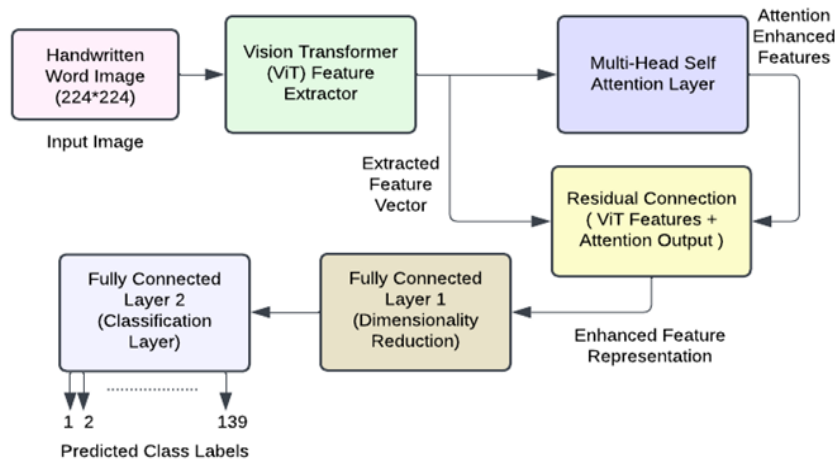 Handwritten
Word Image
(224*224)
Input Image
Vision Transformer
(ViT) Feature
Extractor
Multi-Head Self
Attention Layer
Attention
Enhanced
Features
Extracted
Feature
Vector
Residual Connection
( ViT Features +
Attention Output )
Enhanced Feature
Representation
Fully Connected
Layer 1
(Dimensionality
Reduction)
Fully Connected
Layer 2
(Classification
Layer)
1 2 .................... 139
Predicted Class Labels